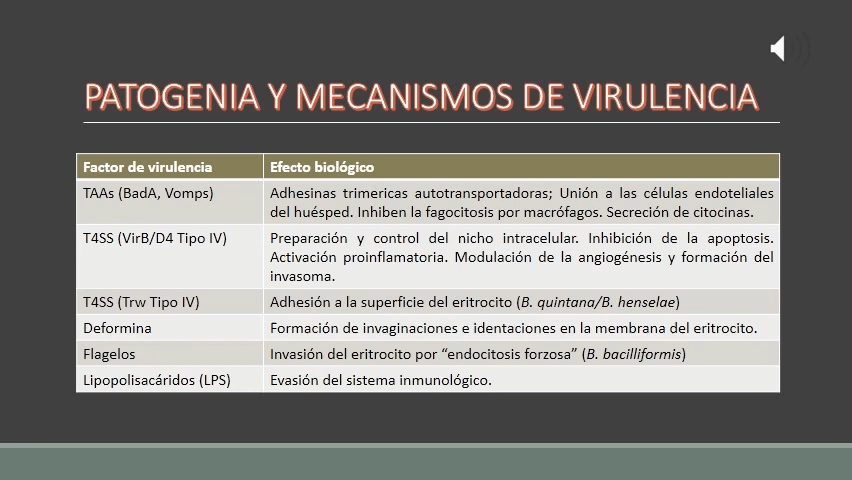 PATOGENIA Y MECANISMOS DE VIRULENCIA
Factor de virulencia
Efecto biológico
TAAs (BadA, Vomps)
Adhesinas trimericas autotransportadoras; Unión a las células endoteliales
del huésped. Inhiben la fagocitosis por macrófagos. Secreción de citocinas.
T4SS (VirB/D4 Tipo IV)
Preparación y control del nicho intracelular. Inhibición de la apoptosis.
Activación proinflamatoria. Modulación de la angiogénesis y formación del
invasoma.
T4SS (Trw Tipo IV)
Adhesión a la superficie del eritrocito (B. quintana/B. henselae)
Deformina
Formación de invaginaciones e identaciones en la membrana del eritrocito.
Flagelos
Invasión del eritrocito por “endocitosis forzosa” (B. bacilliformis)
Lipopolisacáridos (LPS)
Evasión del sistema inmunológico.